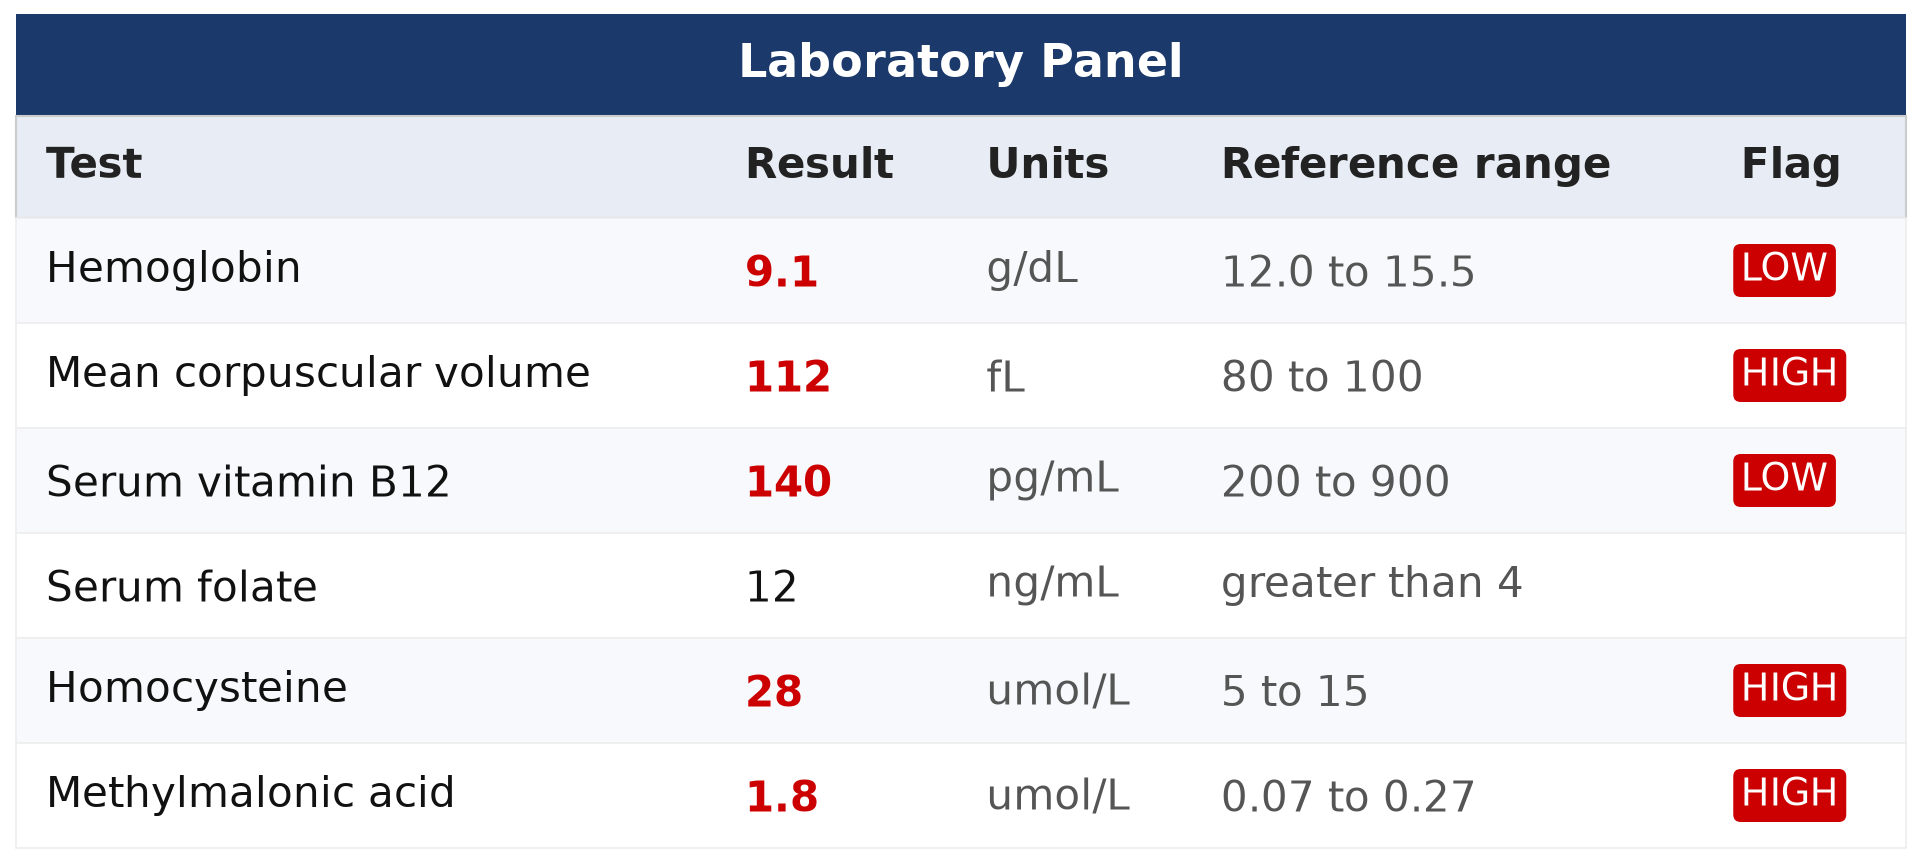 Laboratory Panel
Test Result Units Reference range Flag
Hemoglobin 9.1 g/dL 12.0 to 15.5 LOW
Mean corpuscular volume 112 fL 80 to 100 HIGH
Serum vitamin B12 140 pg/mL 200 to 900 LOW
Serum folate 12 ng/mL greater than 4
Homocysteine 28 umol/L 5 to 15 HIGH
Methylmalonic acid 1.8 umol/L 0.07 to 0.27 HIGH